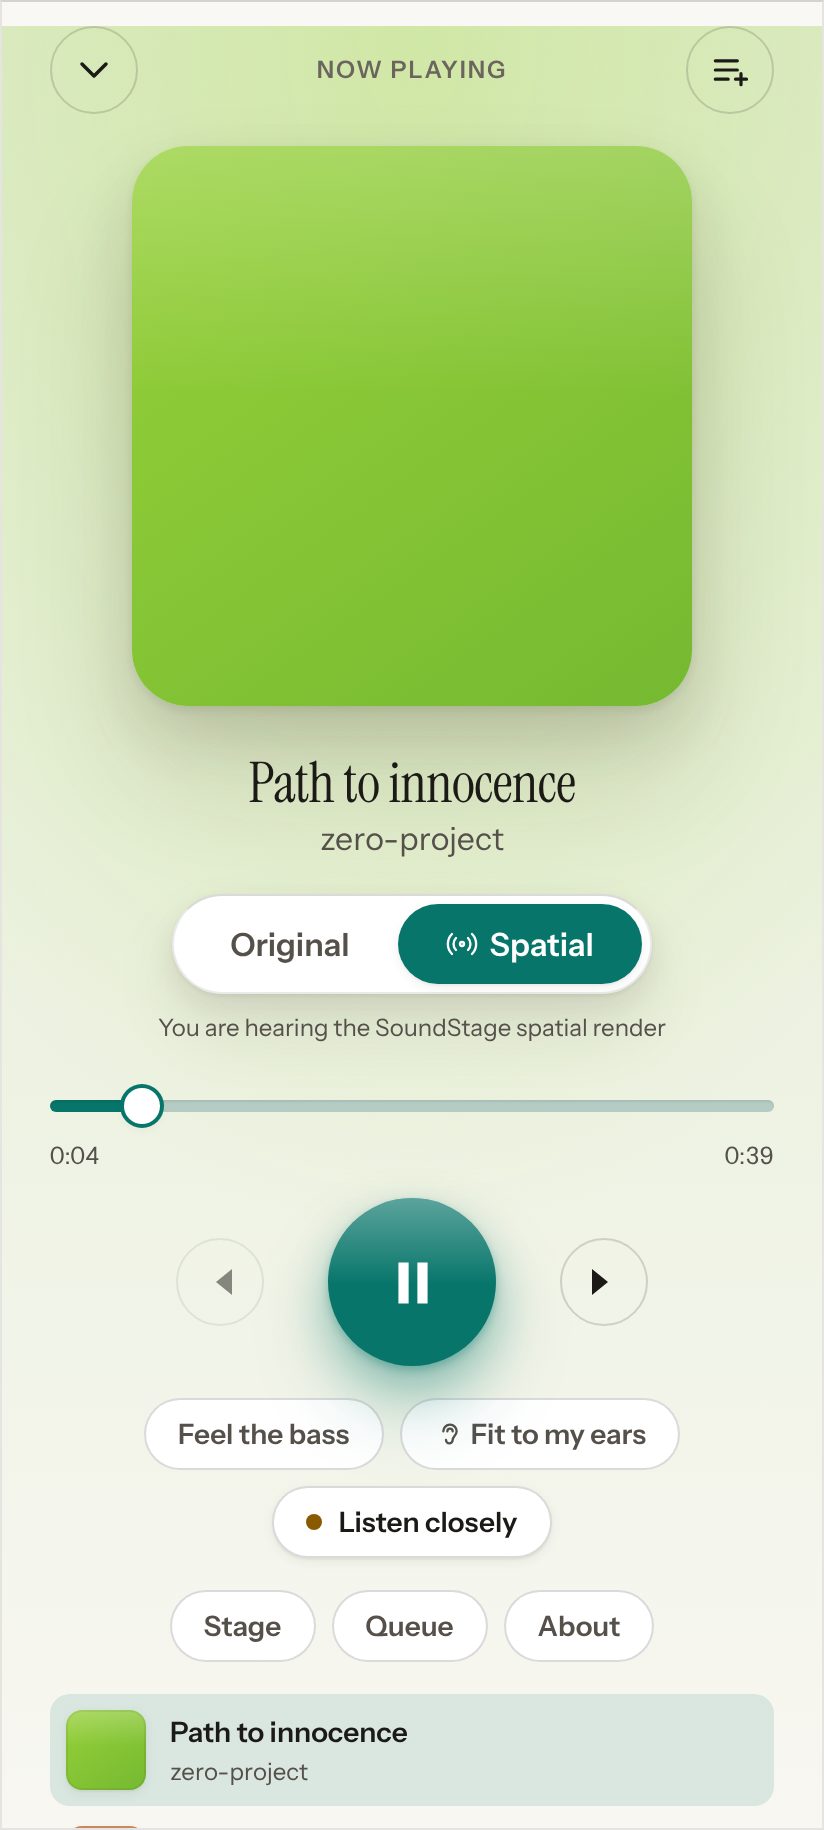 NOW PLAYING
Path to innocence
zero-project
Original Spatial
You are hearing the SoundStage spatial render
0:04 0:39
Feel the bass Fit to my ears
Listen closely
Stage Queue About
Path to innocence
zero-project